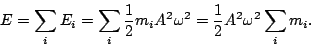 $$E = \sum_i E_i = \sum_i \frac{1}{2} m_i A^2 \omega^2 = \frac{1}{2} A^2 \omega^2 \sum_i m_i.$$